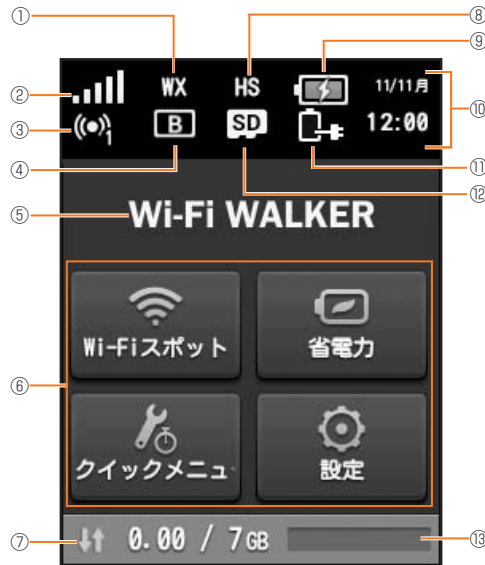 ① ⑧
⑨
WX HS 11/11月
② ⑩
③ 1 B SD 12:00
④ ⑫ ⑪
⑤ Wi-Fi WALKER
Wi-Fiスポット 省電力
⑥
クイックメニュ 設定
⑦ 0.00 / 7GB ⑬